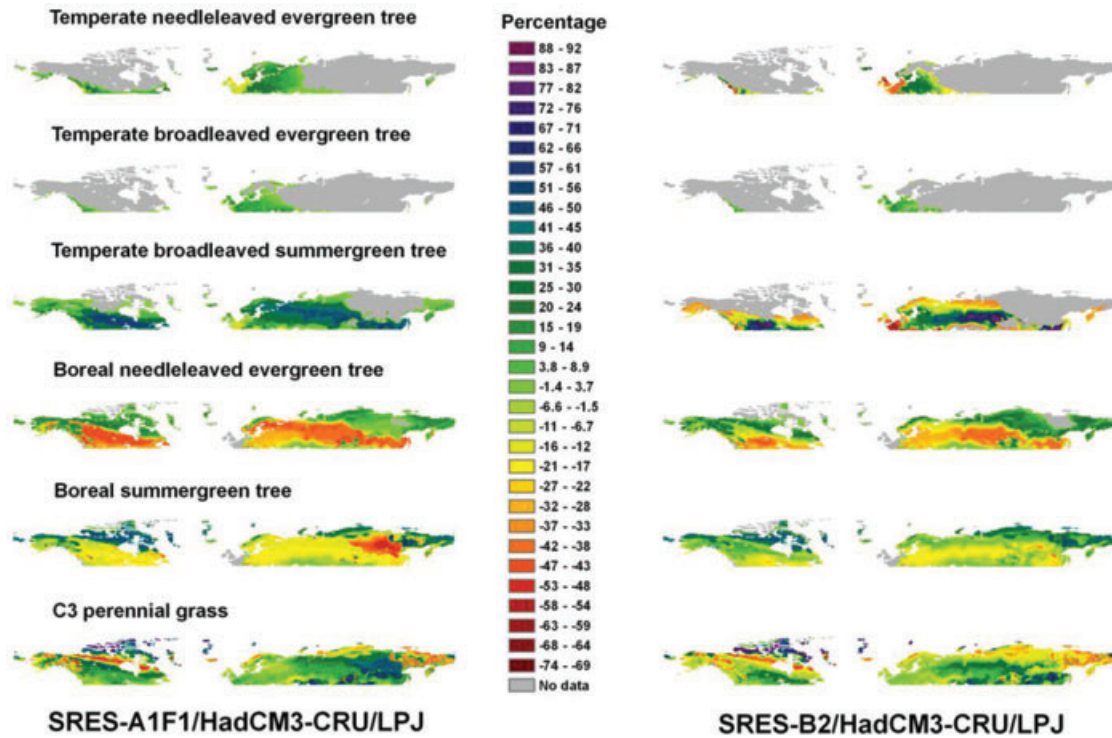 Temperate needleleaved evergreen tree
Temperate broadleaved evergreen tree
Temperate broadleaved summergreen tree
Boreal needleleaved evergreen tree
Boreal summergreen tree
C3 perennial grass
SRES-A1F1/HadCM3-CRU/LPJ
Percentage
88 - 92
83 - 87
77 - 82
72 - 76
67 - 71
62 - 66
57 - 61
51 - 56
46 - 50
41 - 45
36 - 40
31 - 35
25 - 30
20 - 24
15 - 19
9 - 14
3.8 - 8.9
-1.4 - 3.7
-6.6 - -1.5
-11 - -6.7
-16 - -12
-21 - -17
-27 - -22
-32 - -28
-37 - -33
-42 - -38
-47 - -43
-53 - -48
-58 - -54
-63 - -59
-68 - -64
-74 - -69
No data
SRES-B2/HadCM3-CRU/LPJ